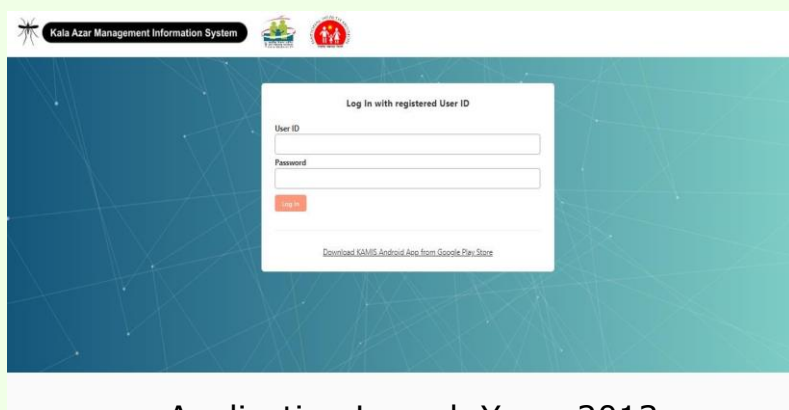 Kala Azar Management Information System
Log In with registered User ID
User ID
Password
Log In
Download KAMIS Android App from Google Play Store